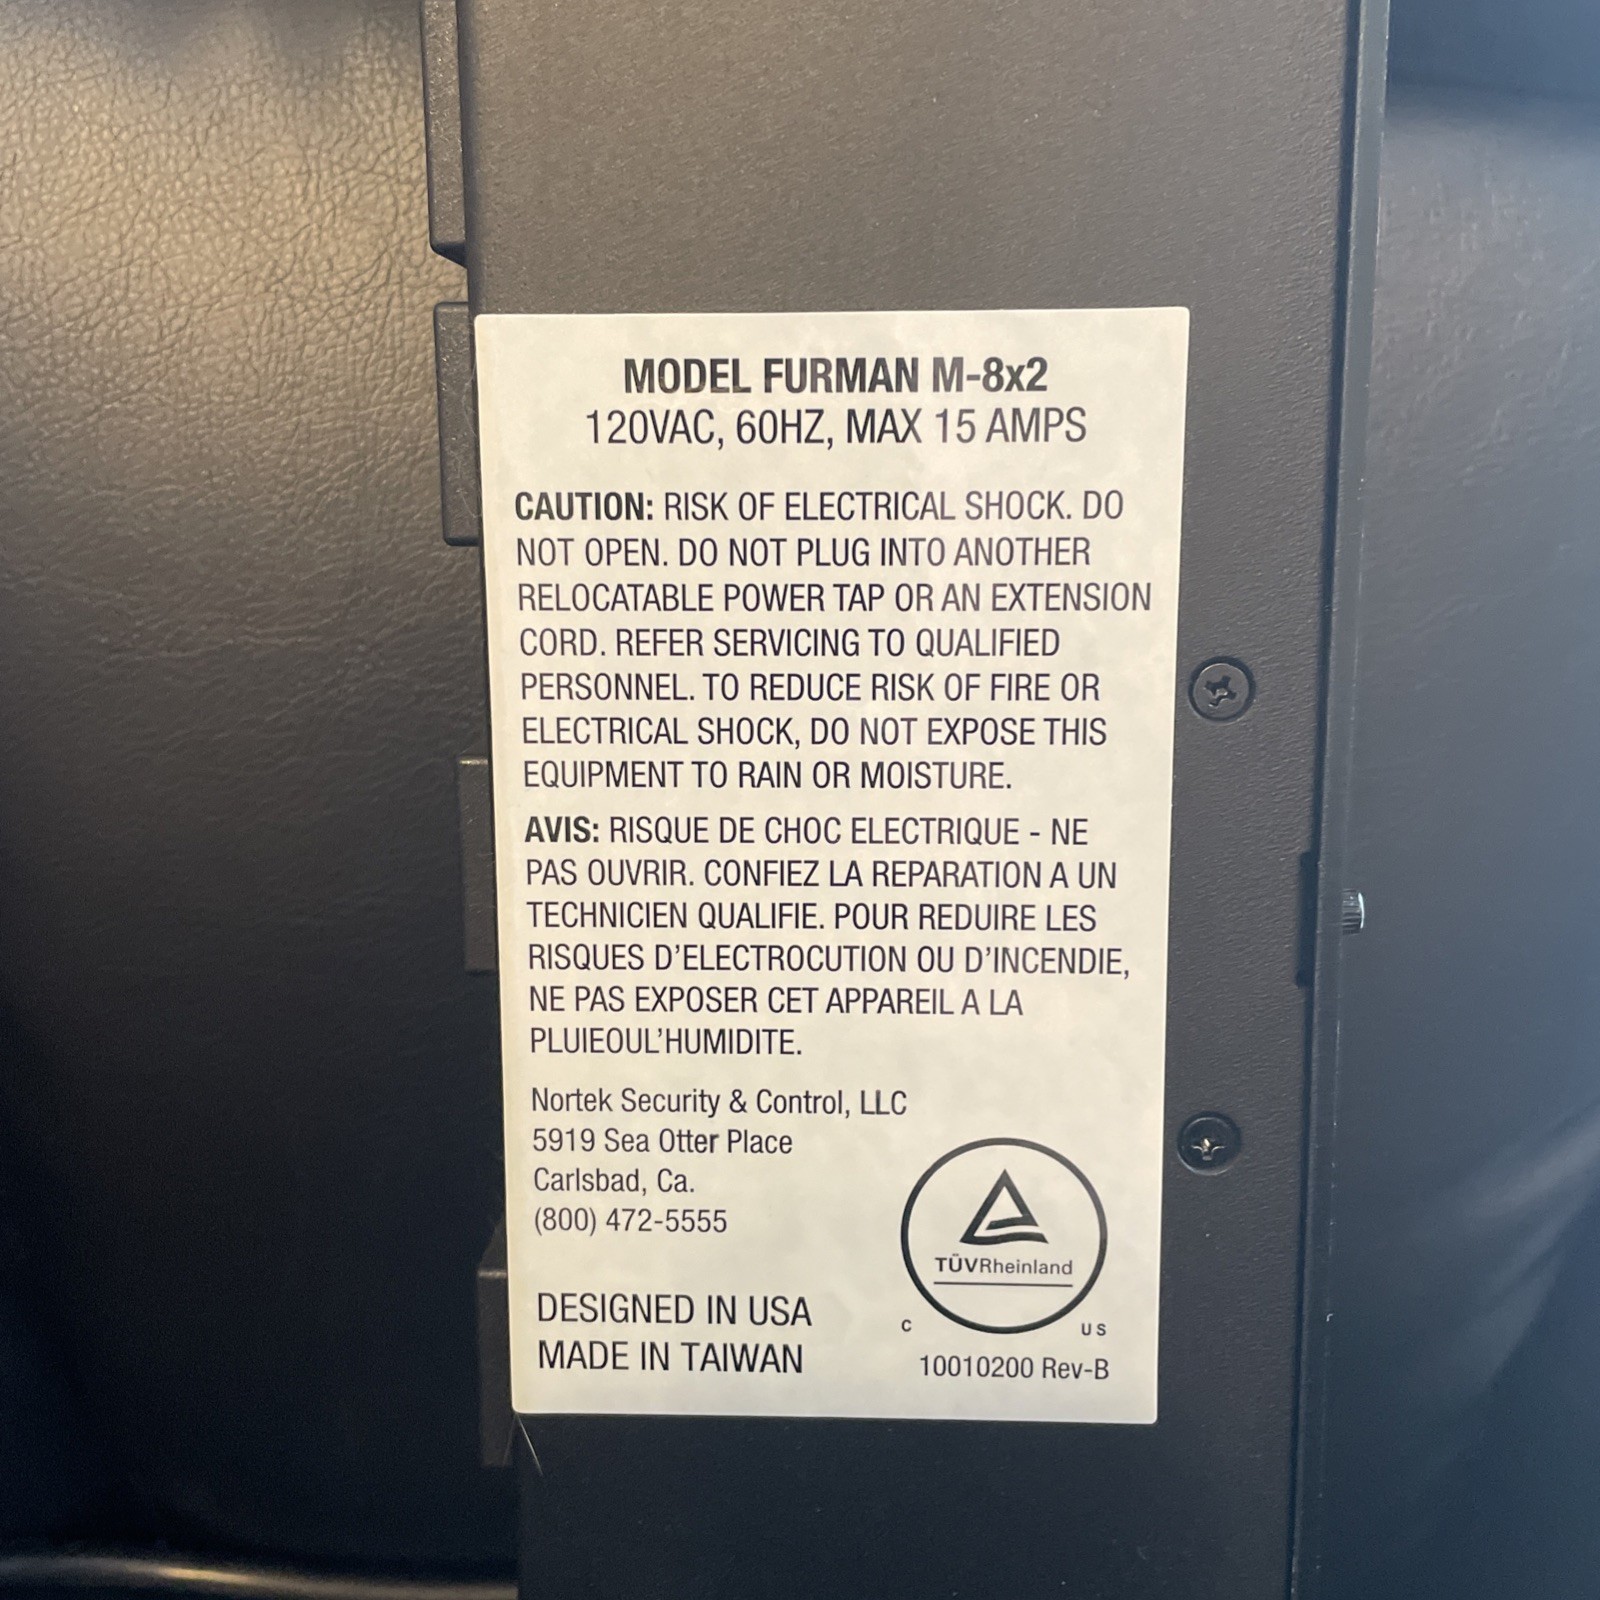 MODEL FURMAN M-8x2
120VAC, 60HZ, MAX 15 AMPS
CAUTION: RISK OF ELECTRICAL SHOCK. DO
NOT OPEN. DO NOT PLUG INTO ANOTHER
RELOCATABLE POWER TAP OR AN EXTENSION
CORD. REFER SERVICING TO QUALIFIED
PERSONNEL. TO REDUCE RISK OF FIRE OR
ELECTRICAL SHOCK, DO NOT EXPOSE THIS
EQUIPMENT TO RAIN OR MOISTURE.
AVIS: RISQUE DE CHOC ELECTRIQUE - NE
PAS OUVRIR. CONFIEZ LA REPARATION A UN
TECHNICIEN QUALIFIE. POUR REDUIRE LES
RISQUES D'ELECTROCUTION OU D'INCENDIE,
NE PAS EXPOSER CET APPAREIL A LA
PLUIEOUL'HUMIDITE.
Nortek Security & Control, LLC
5919 Sea Otter Place
Carlsbad, Ca.
(800) 472-5555
TÜVRheinland
C US
DESIGNED IN USA
MADE IN TAIWAN
10010200 Rev-B